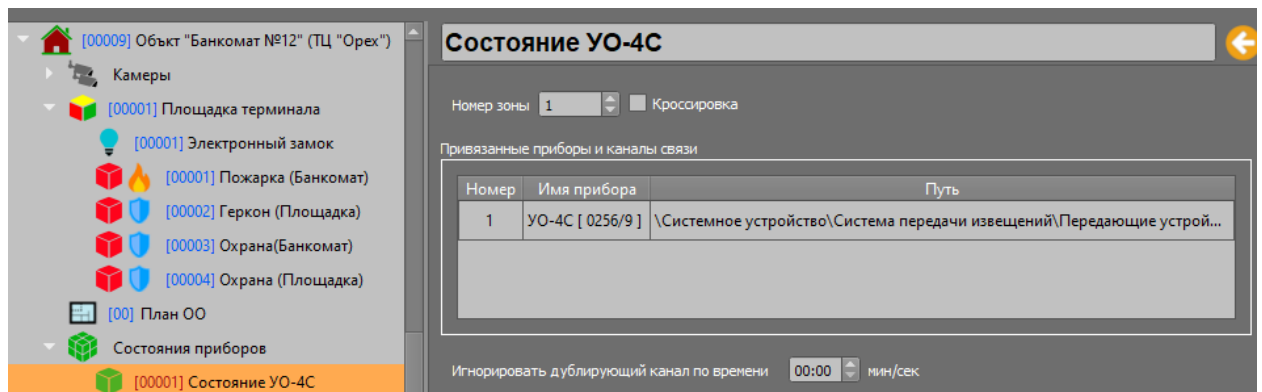 [00009] Объкт "Банкомат №12" (ТЦ "Орех")
Камеры
[00001] Площадка терминала
[00001] Электронный замок
[00001] Пожарка (Банкомат)
[00002] Геркон (Площадка)
[00003] Охрана(Банкомат)
[00004] Охрана (Площадка)
[00] План ОО
Состояния приборов
[00001] Состояние УО-4С
Состояние УО-4С
Номер зоны 1 Кроссировка
Привязанные приборы и каналы связи
Номер Имя прибора Путь
1 УО-4С [ 0256/9 ] \Системное устройство\Система передачи извещений\Передающие устрой...
Игнорировать дублирующий канал по времени 00:00 мин/сек